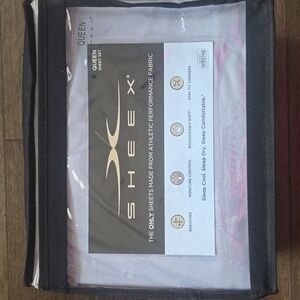 QUEEN
QUEEN
SHEET SET
SHEEX®
THE ONLY SHEETS MADE FROM ATHLETIC PERFORMANCE FABRIC
BREATHES
MOISTURE CONTROL
RIDICULOUSLY SOFT®
STAY FIT CORNERS
Sleep Cool. Sleep Dry. Sleep Comfortable.®